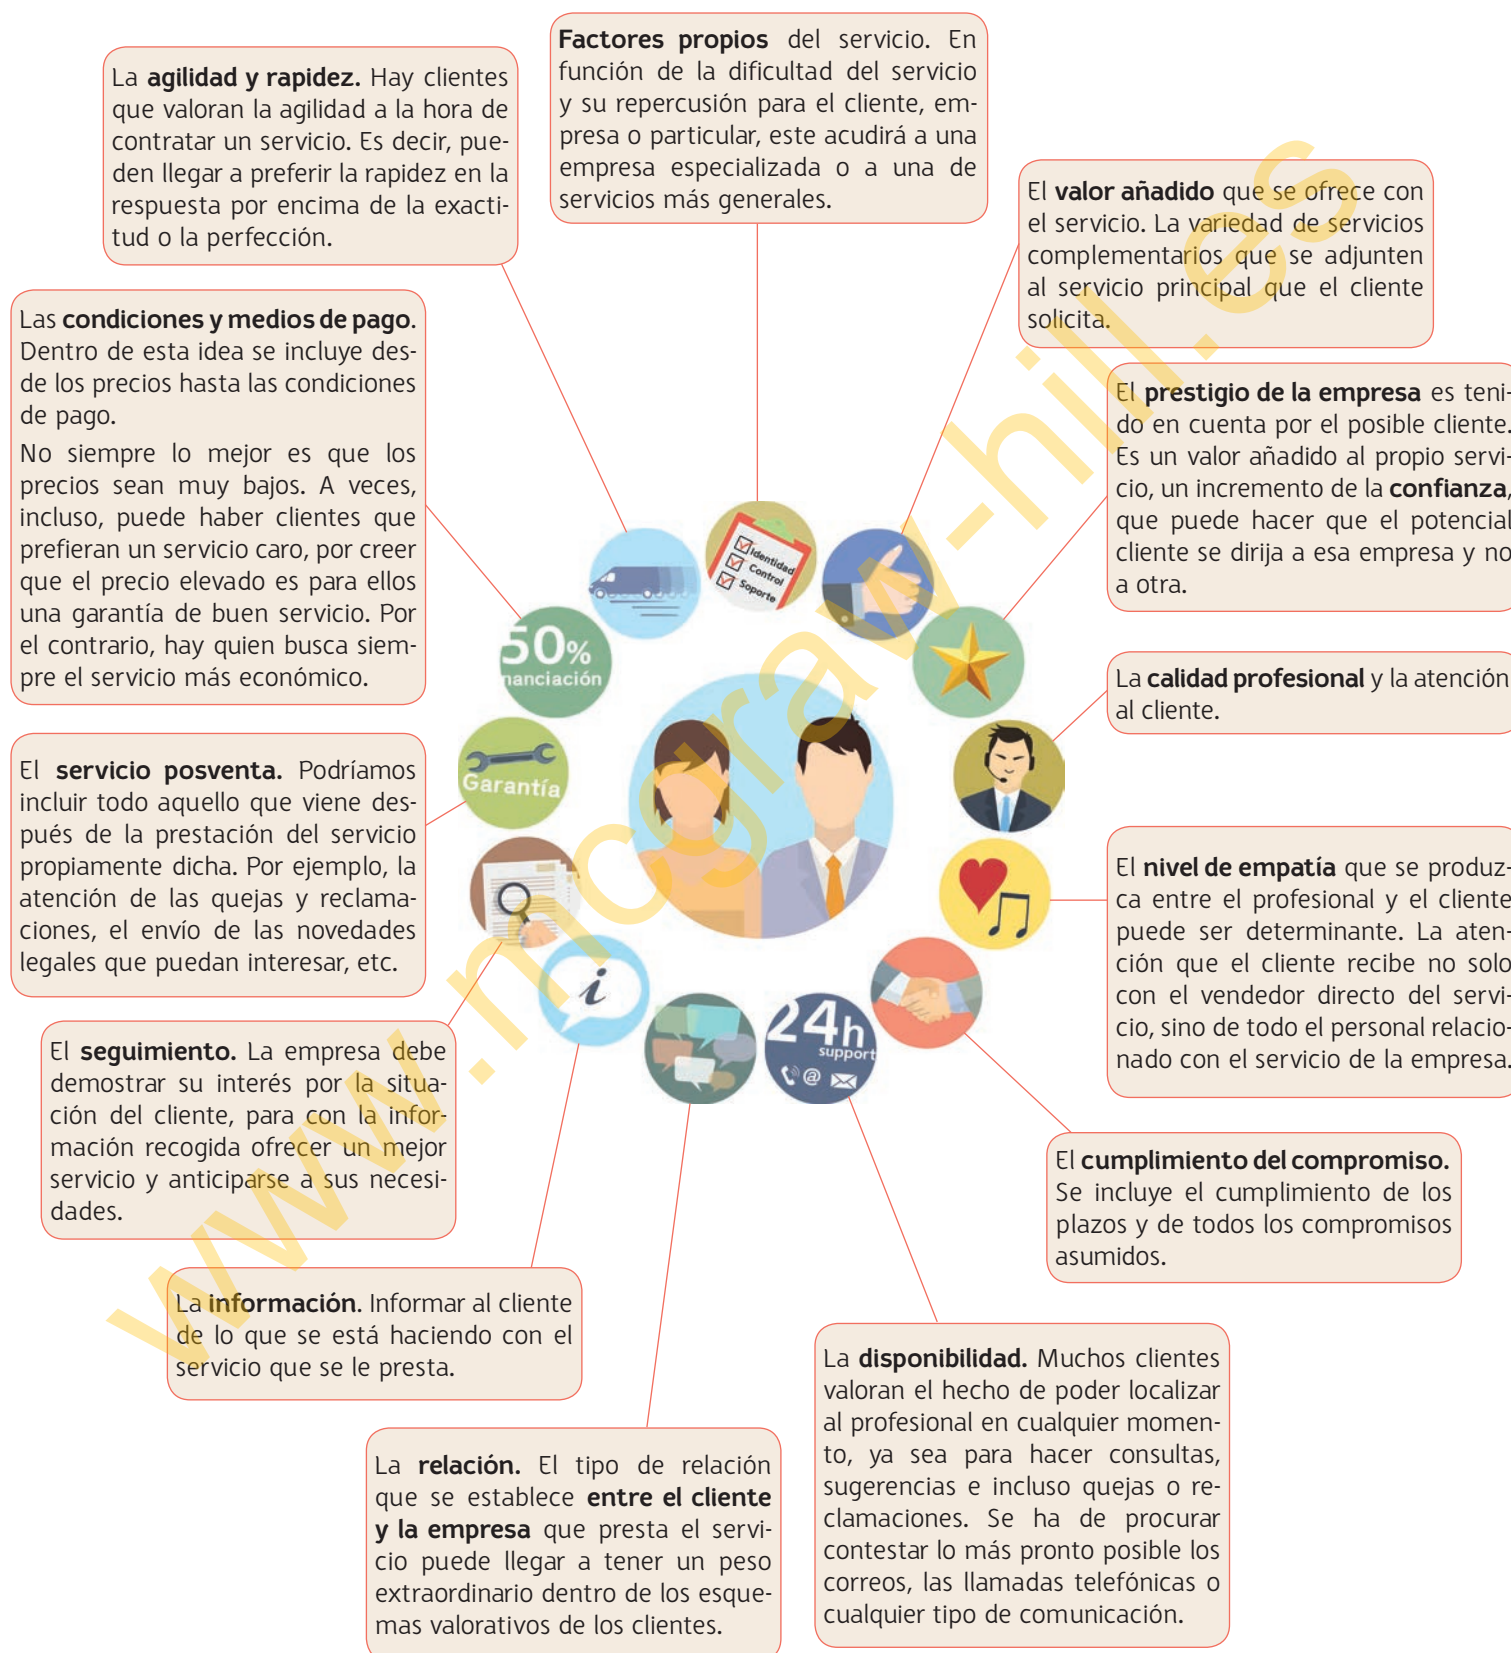 Factores propios del servicio. En
función de la dificultad del servicio
y su repercusión para el cliente, em-
presa o particular, este acudirá a una
empresa especializada o a una de
servicios más generales.
La agilidad y rapidez. Hay clientes
que valoran la agilidad a la hora de
contratar un servicio. Es decir, pue-
den llegar a preferir la rapidez en la
respuesta por encima de la exacti-
tud o la perfección.
El valor añadido que se ofrece con
el servicio. La variedad de servicios
complementarios que se adjunten
al servicio principal que el cliente
solicita.
Las condiciones y medios de pago.
Dentro de esta idea se incluye des-
de los precios hasta las condiciones
de pago.
No siempre lo mejor es que los
precios sean muy bajos. A veces,
incluso, puede haber clientes que
prefieran un servicio caro, por creer
que el precio elevado es para ellos
una garantía de buen servicio. Por
el contrario, hay quien busca siem-
pre el servicio más económico.
El prestigio de la empresa es teni-
do en cuenta por el posible cliente.
Es un valor añadido al propio servi-
cio, un incremento de la confianza,
que puede hacer que el potencial
cliente se dirija a esa empresa y no
a otra.
Identidad
Control
Soporte
50%
nanciación
La calidad profesional y la atención
al cliente.
Garantía
El servicio posventa. Podríamos
incluir todo aquello que viene des-
pués de la prestación del servicio
propiamente dicha. Por ejemplo, la
atención de las quejas y reclama-
ciones, el envío de las novedades
legales que puedan interesar, etc.
El nivel de empatía que se produz-
ca entre el profesional y el cliente
puede ser determinante. La aten-
ción que el cliente recibe no solo
con el vendedor directo del servi-
cio, sino de todo el personal relacio-
nado con el servicio de la empresa.
i
24h
support
@
El seguimiento. La empresa debe
demostrar su interés por la situa-
ción del cliente, para con la infor-
mación recogida ofrecer un mejor
servicio y anticiparse a sus necesi-
dades.
El cumplimiento del compromiso.
Se incluye el cumplimiento de los
plazos y de todos los compromisos
asumidos.
La información. Informar al cliente
de lo que se está haciendo con el
servicio que se le presta.
La disponibilidad. Muchos clientes
valoran el hecho de poder localizar
al profesional en cualquier momen-
to, ya sea para hacer consultas,
sugerencias e incluso quejas o re-
clamaciones. Se ha de procurar
contestar lo más pronto posible los
correos, las llamadas telefónicas o
cualquier tipo de comunicación.
La relación. El tipo de relación
que se establece entre el cliente
y la empresa que presta el servi-
cio puede llegar a tener un peso
extraordinario dentro de los esque-
mas valorativos de los clientes.
www.mcgraw-hill.es